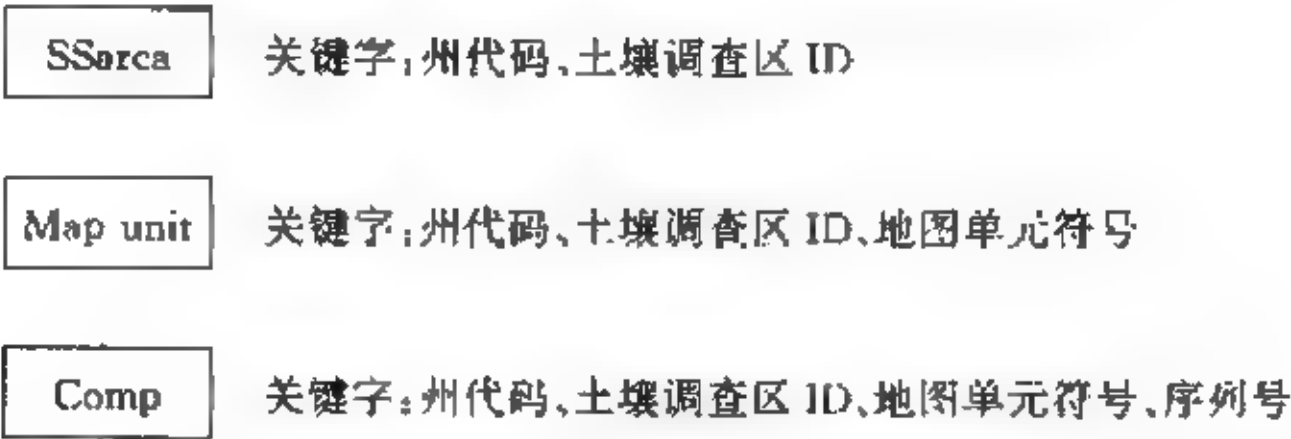 SSarea 关键字:州代码、土壤调查区 ID
Map unit 关键字:州代码、土壤调查区 ID、地图单元符号
Comp 关键字:州代码、土壤调查区 ID、地图单元符号、序列号